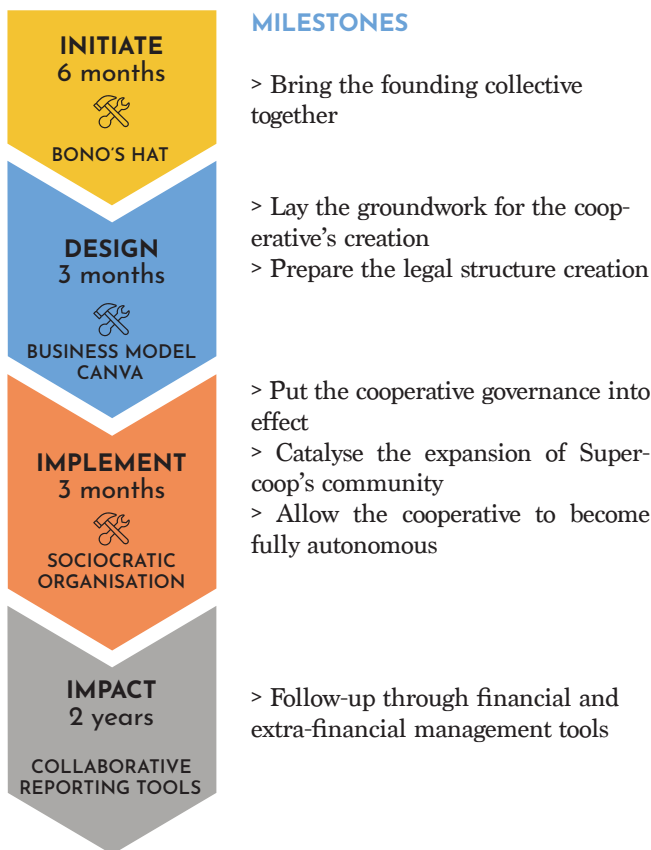 MILESTONES
INITIATE
6 months
BONO'S HAT
> Bring the founding collective
together
DESIGN
3 months
BUSINESS MODEL
CANVA
> Lay the groundwork for the coop-
erative's creation
> Prepare the legal structure creation
IMPLEMENT
3 months
SOCIOCRATIC
ORGANISATION
> Put the cooperative governance into
effect
> Catalyse the expansion of Super-
coop's community
> Allow the cooperative to become
fully autonomous
IMPACT
2 years
COLLABORATIVE
REPORTING TOOLS
> Follow-up through financial and
extra-financial management tools